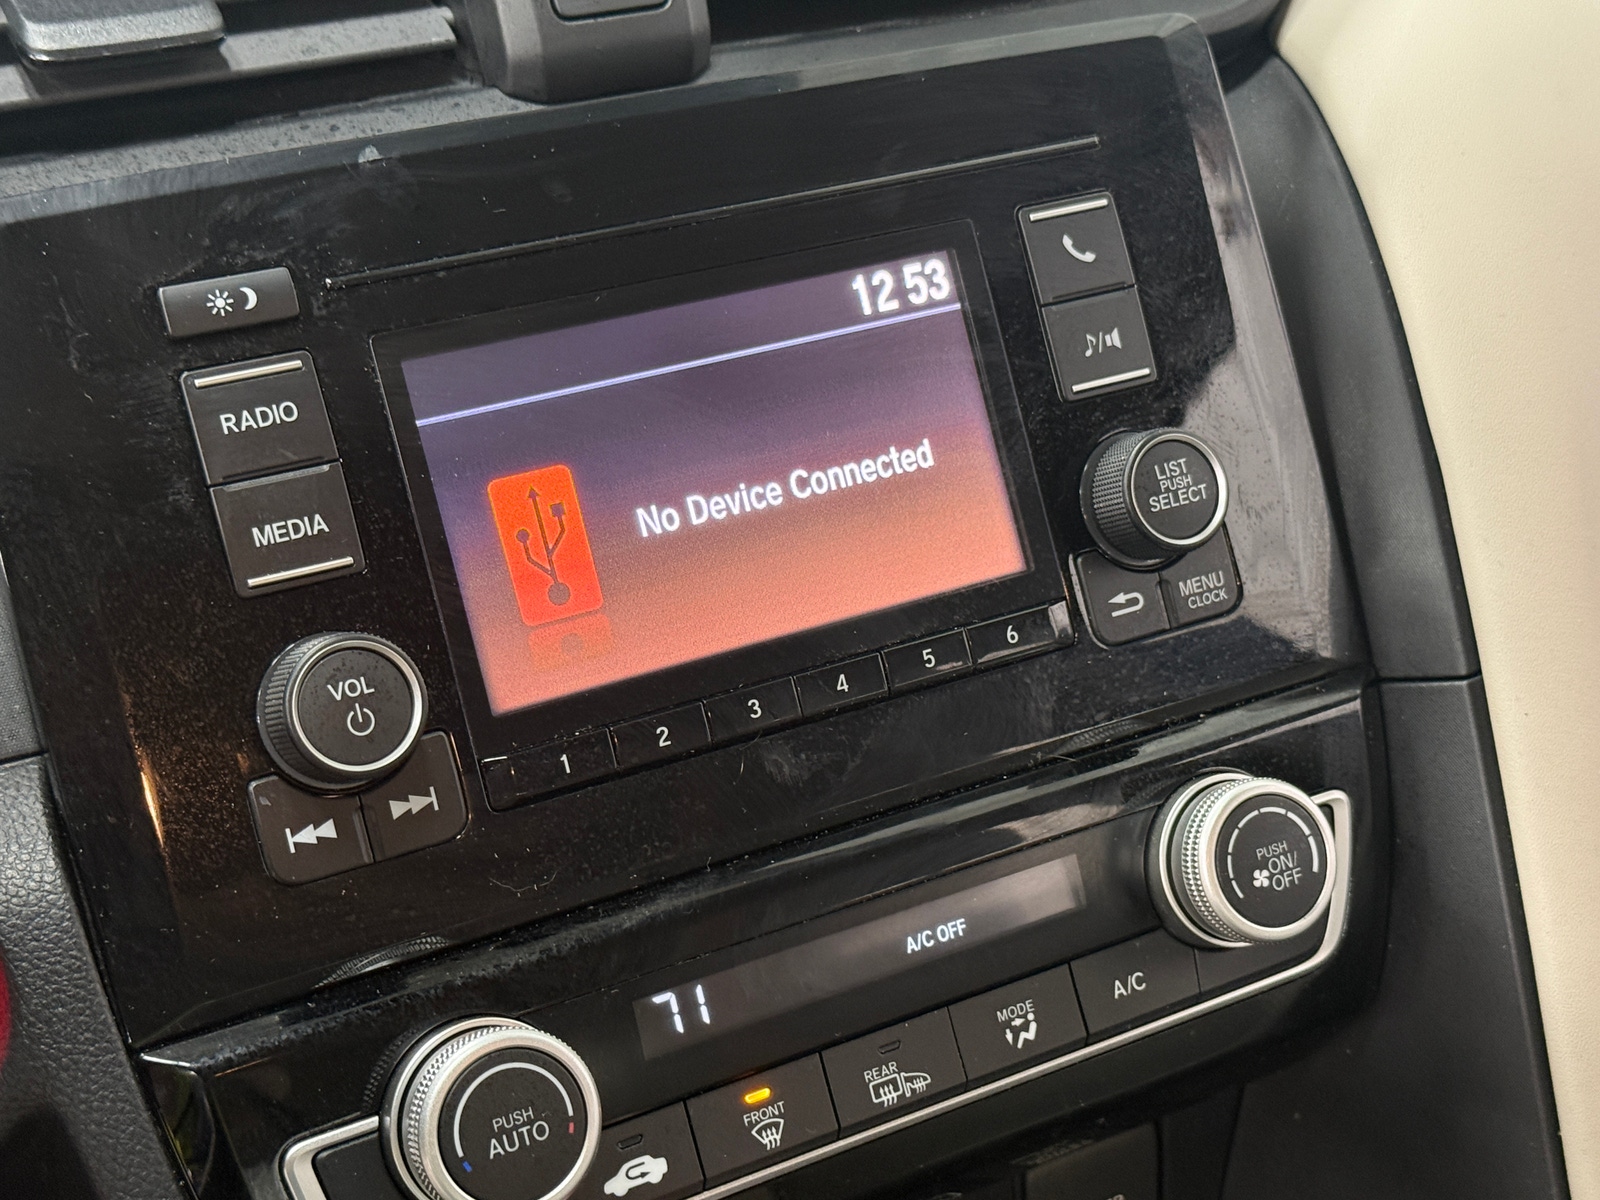 12 53
RADIO
MEDIA
No Device Connected
LIST
PUSH
SELECT
MENU
CLOCK
VOL
1 2 3 4 5 6
PUSH
ON/
OFF
A/C OFF
71
A/C
MODE
REAR
FRONT
PUSH
AUTO